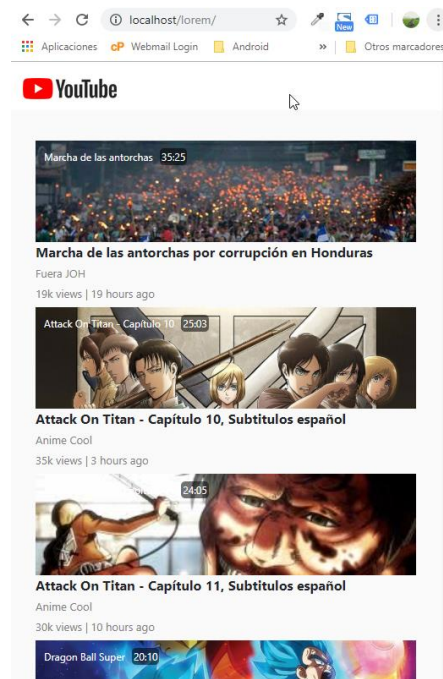 localhost/lorem/
New
Aplicaciones
cP Webmail Login
Android
»
Otros marcadores
YouTube
Marcha de las antorchas 35:25
Marcha de las antorchas por corrupción en Honduras
Fuera JOH
19k views | 19 hours ago
Attack On Titan - Capítulo 10 25:03
Attack On Titan - Capítulo 10, Subtitulos español
Anime Cool
35k views | 3 hours ago
24:05
Attack On Titan - Capítulo 11, Subtitulos español
Anime Cool
30k views | 10 hours ago
Dragon Ball Super 20:10